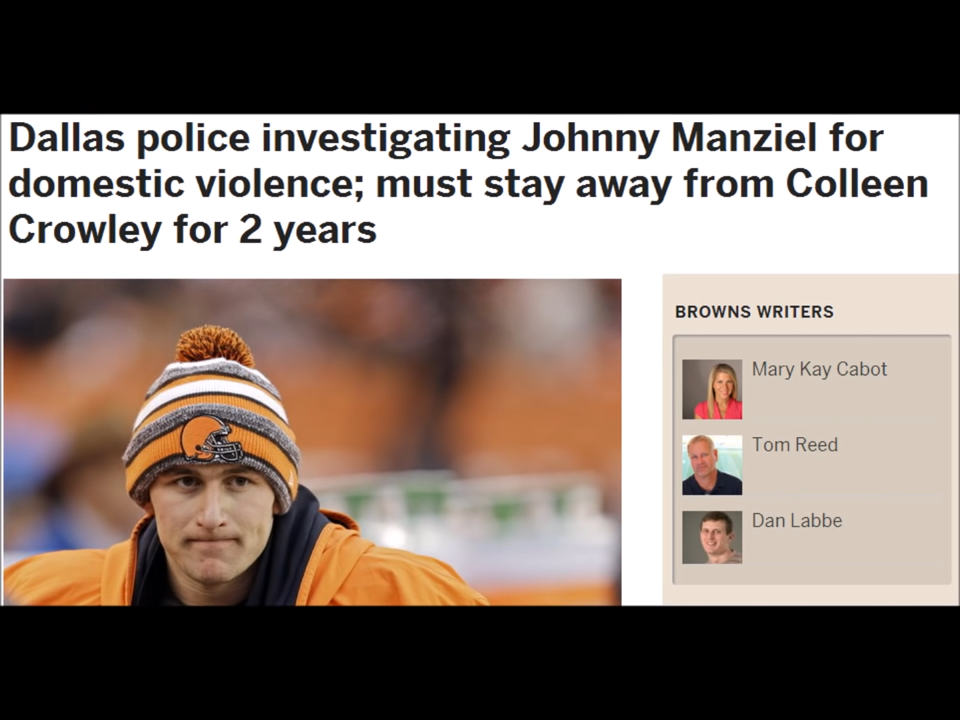 Dallas police investigating Johnny Manziel for
domestic violence; must stay away from Colleen
Crowley for 2 years
BROWNS WRITERS
Mary Kay Cabot
Tom Reed
Dan Labbe